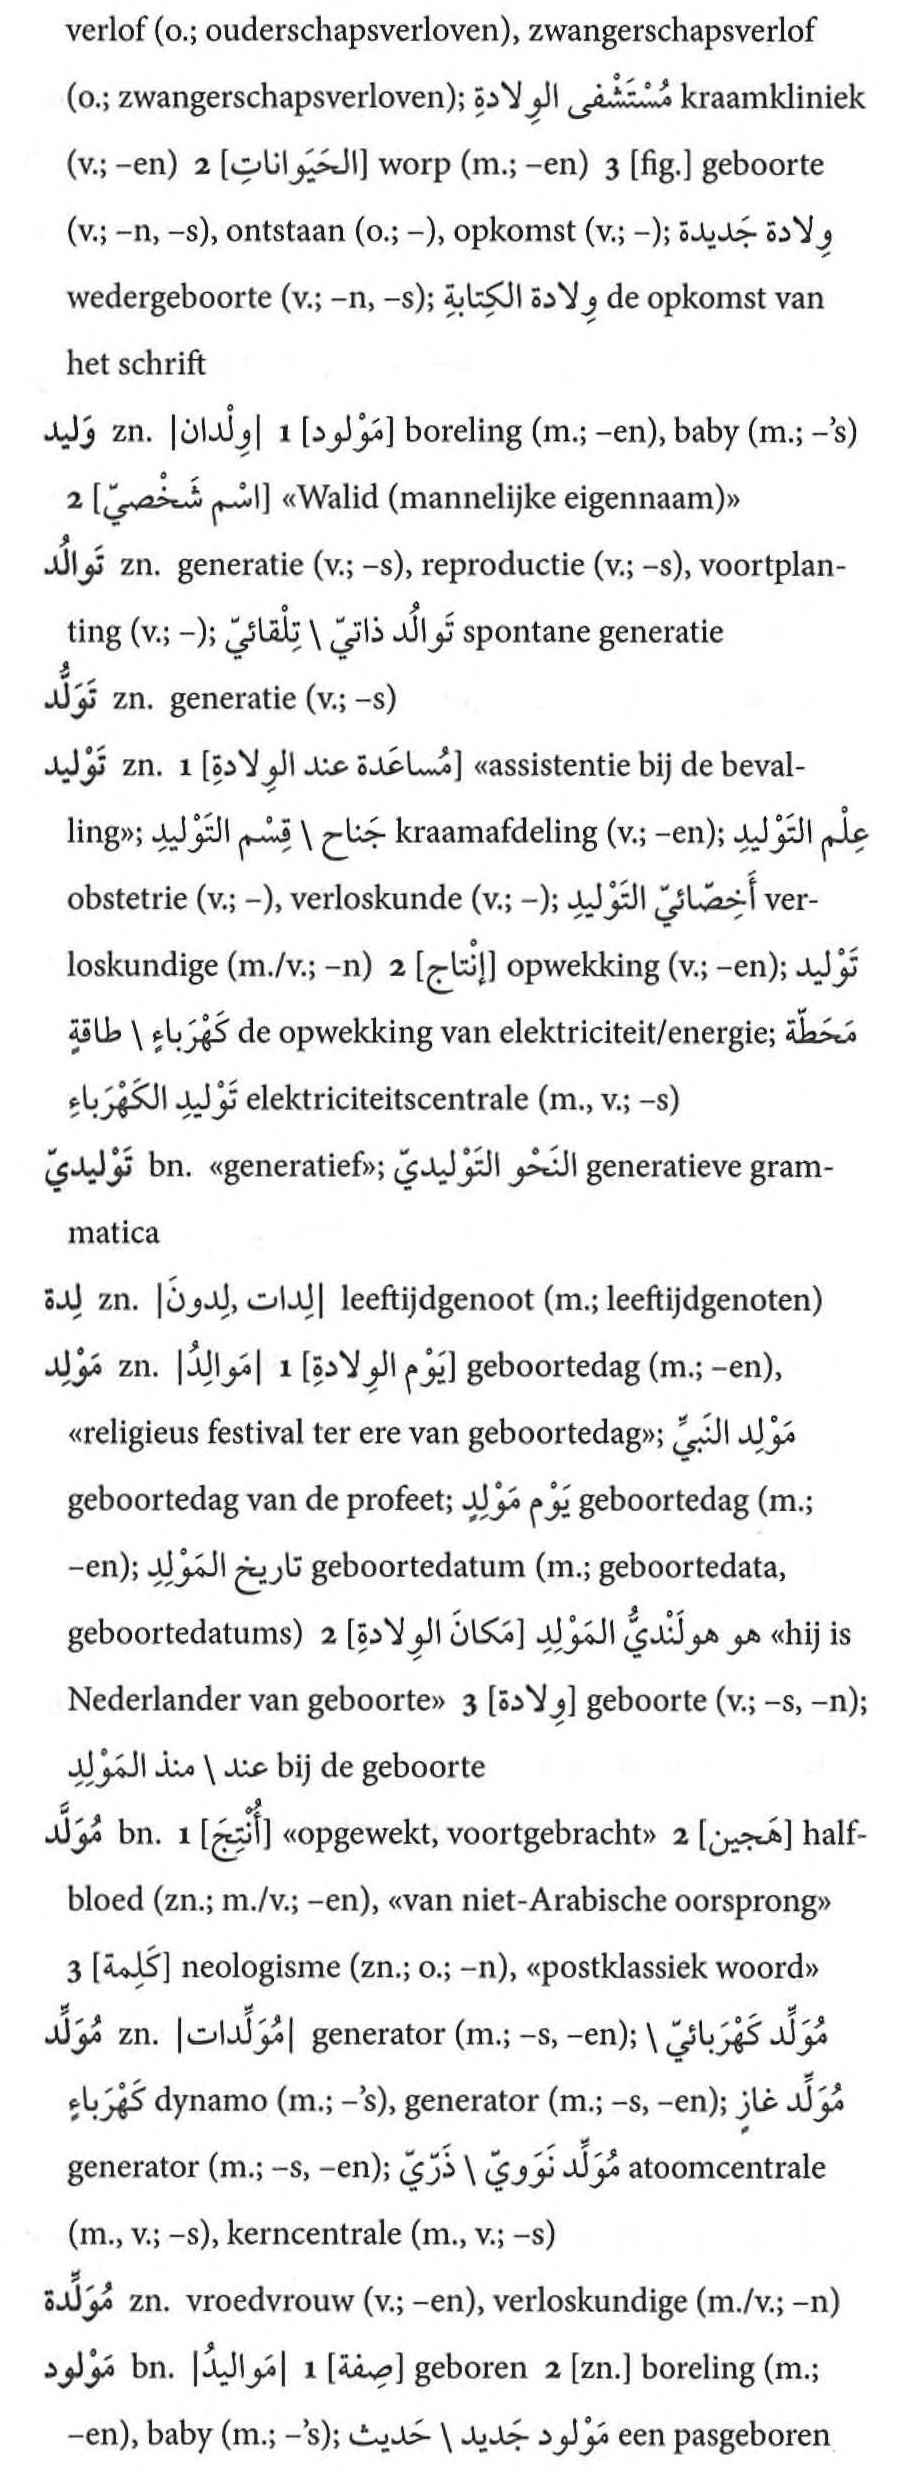 verlof (o.; ouderschapsverloven), zwangerschapsverlof
(o.; zwangerschapsverloven); مُسْتَشْفى الوِلادةِ kraamkliniek
(v.; –en) 2 [الحَيَوانات] worp (m.; –en) 3 [fig.] geboorte
(v.; –n, –s), ontstaan (o.; –), opkomst (v.; –); وِلادة جَديدة
wedergeboorte (v.; –n, –s); وِلادة الكِتابةِ de opkomst van
het schrift
وَليد zn. |وِلْدان| 1 [مَوْلود] boreling (m.; –en), baby (m.; –’s)
2 [اسْم شَخْصيّ] «Walid (mannelijke eigennaam)»
تَوالُد zn. generatie (v.; –s), reproductie (v.; –s), voortplan-
ting (v.; –); تَوالُد ذاتيّ \ تِلْقائيّ spontane generatie
تَوَلُّد zn. generatie (v.; –s)
تَوْليد zn. 1 [مُساعَدة عند الوِلادةِ] «assistentie bij de beval-
ling»; جَناح \ قِسْم التَوْليدِ kraamafdeling (v.; –en); عِلْم التَوْليدِ
obstetrie (v.; –), verloskunde (v.; –); أَخِصّائيّ التَوْليدِ ver-
loskundige (m./v.; –n) 2 [إنْتاج] opwekking (v.; –en); تَوْليد
كَهْرَباءٍ \ طاقةٍ de opwekking van elektriciteit/energie; مَحَطّة
تَوْليدِ الكَهْرَباءِ elektriciteitscentrale (m., v.; –s)
تَوْليديّ bn. «generatief»; النَحْو التَوْليديّ generatieve gram-
matica
لِدة zn. |لِدات, لِدونَ| leeftijdgenoot (m.; leeftijdgenoten)
مَوْلِد zn. |مَوالِدُ| 1 [يَوْم الوِلادةِ] geboortedag (m.; –en),
«religieus festival ter ere van geboortedag»; مَوْلِد النَبيِّ
geboortedag van de profeet; يَوْم مَوْلِدٍ geboortedag (m.;
–en); تاريخ المَوْلِدِ geboortedatum (m.; geboortedata,
geboortedatums) 2 [مَكانَ الوِلادةِ] هو هولَنْديُّ المَوْلِدِ «hij is
Nederlander van geboorte» 3 [وِلادة] geboorte (v.; –s, –n);
عند \ منذ المَوْلِدِ bij de geboorte
مُوَلَّد bn. 1 [أُنْتِجَ] «opgewekt, voortgebracht» 2 [هَجين] half-
bloed (zn.; m./v.; –en), «van niet-Arabische oorsprong»
3 [كَلِمة] neologisme (zn.; o.; –n), «postklassiek woord»
مُوَلِّد zn. |مُوَلِّدات| generator (m.; –s, –en); مُوَلِّد كَهْرَبائيّ \
كَهْرَباءٍ dynamo (m.; –’s), generator (m.; –s, –en); مُوَلِّد غازٍ
generator (m.; –s, –en); مُوَلِّد نَوَويّ \ ذَرّيّ atoomcentrale
(m., v.; –s), kerncentrale (m., v.; –s)
مُوَلِّدة zn. vroedvrouw (v.; –en), verloskundige (m./v.; –n)
مَوْلود bn. |مَواليدُ| 1 [صِفة] geboren 2 [zn.] boreling (m.;
–en), baby (m.; –’s); مَوْلود جَديد \ حَديث een pasgeboren